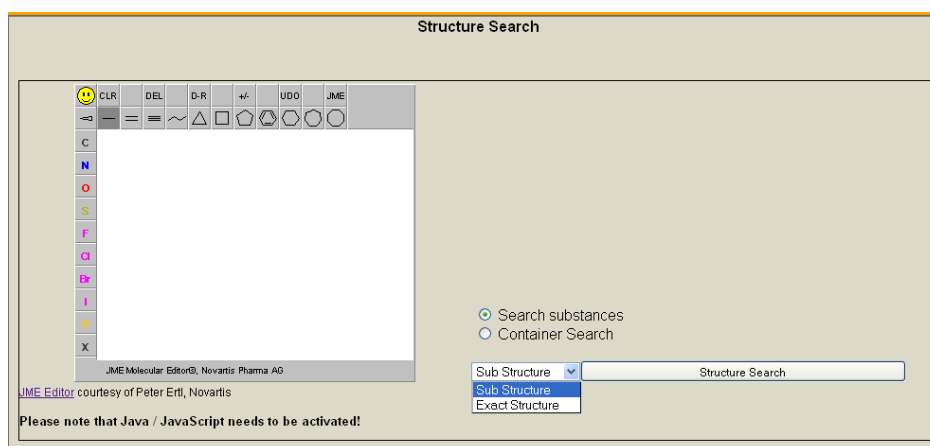 Structure Search
CLR DEL D-R +/- UDO JME
C
N
O
S
F
Cl
Br
I
P
X
JME Molecular Editor®, Novartis Pharma AG
JME Editor courtesy of Peter Ertl, Novartis
Please note that Java / JavaScript needs to be activated!
Search substances
Container Search
Sub Structure Structure Search
Sub Structure
Exact Structure